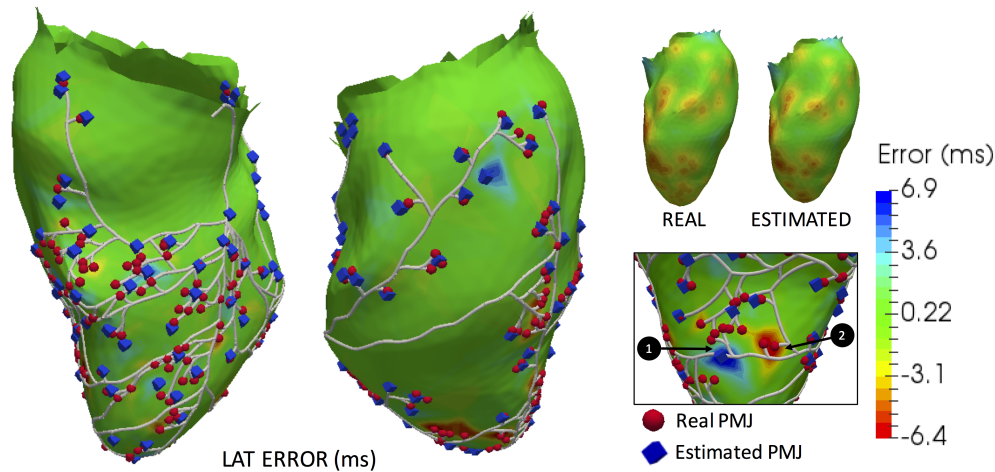 REAL
ESTIMATED
Error (ms)
6.9
3.6
0.22
-3.1
-6.4
1
2
Real PMJ
Estimated PMJ
LAT ERROR (ms)